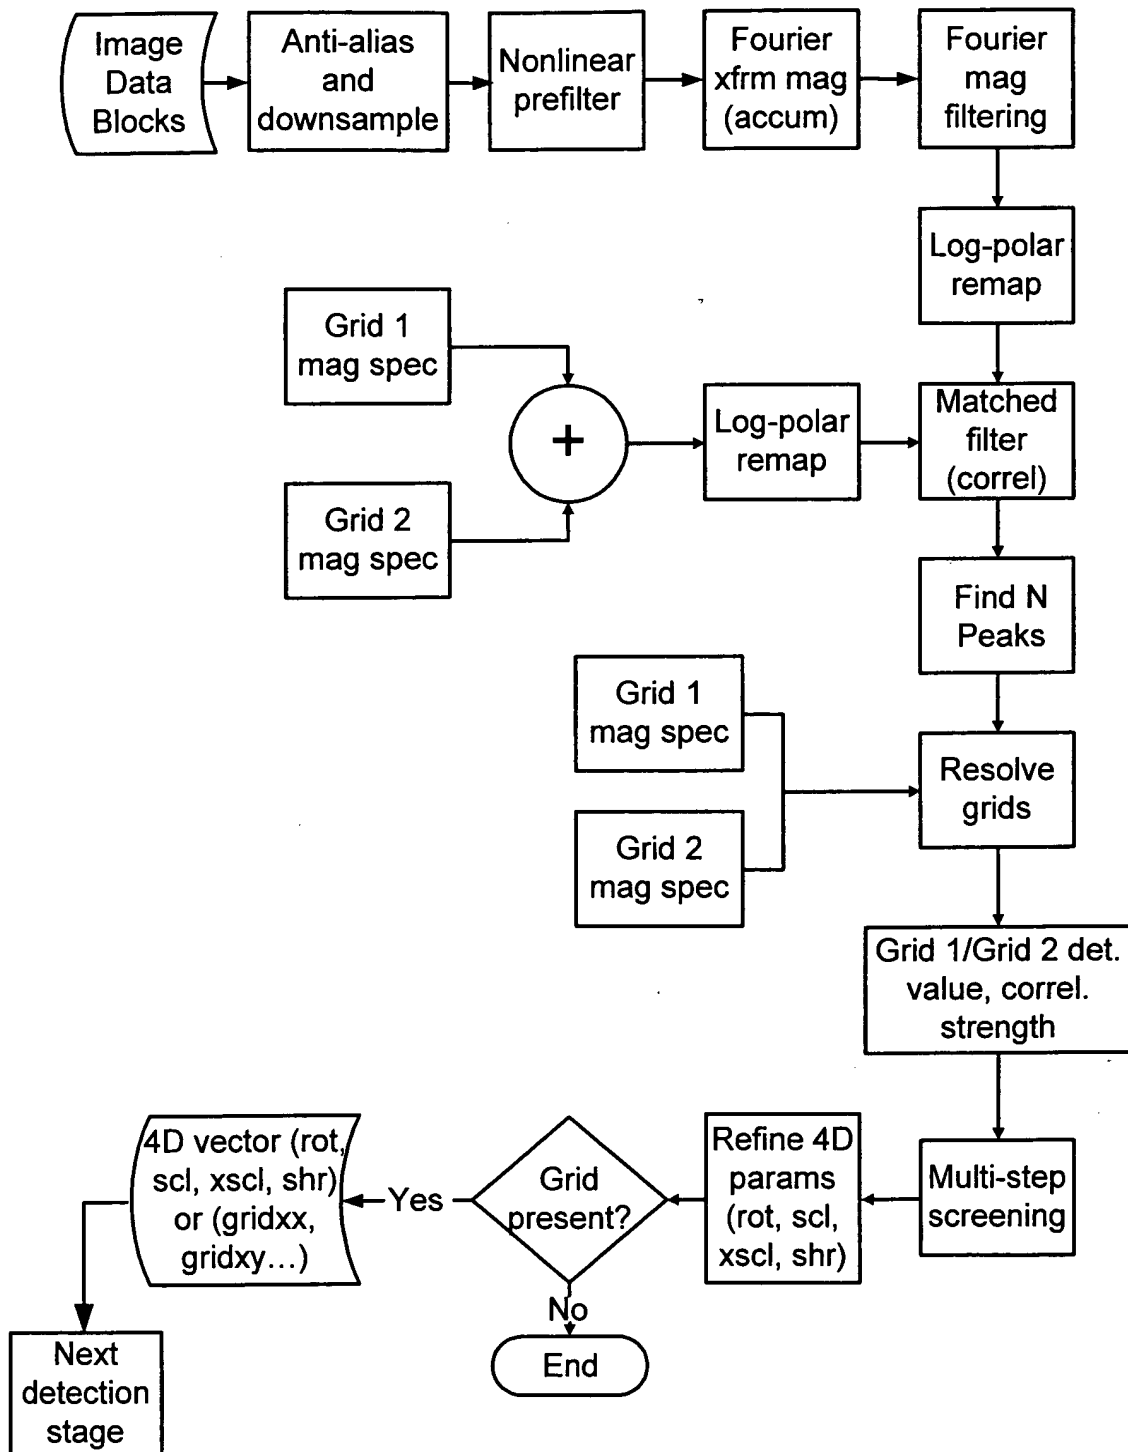 Image
Data
Blocks
Anti-alias
and
downsample
Nonlinear
prefilter
Fourier
xfrm mag
(accum)
Fourier
mag
filtering
Log-polar
remap
Grid 1
mag spec
+
Grid 2
mag spec
Log-polar
remap
Matched
filter
(correl)
Find N
Peaks
Grid 1
mag spec
Grid 2
mag spec
Resolve
grids
Grid 1/Grid 2 det.
value, correl.
strength
Multi-step
screening
Refine 4D
params
(rot, scl,
xscl, shr)
Grid
present?
Yes
No
End
4D vector (rot,
scl, xscl, shr)
or (gridxx,
gridxy...)
Next
detection
stage